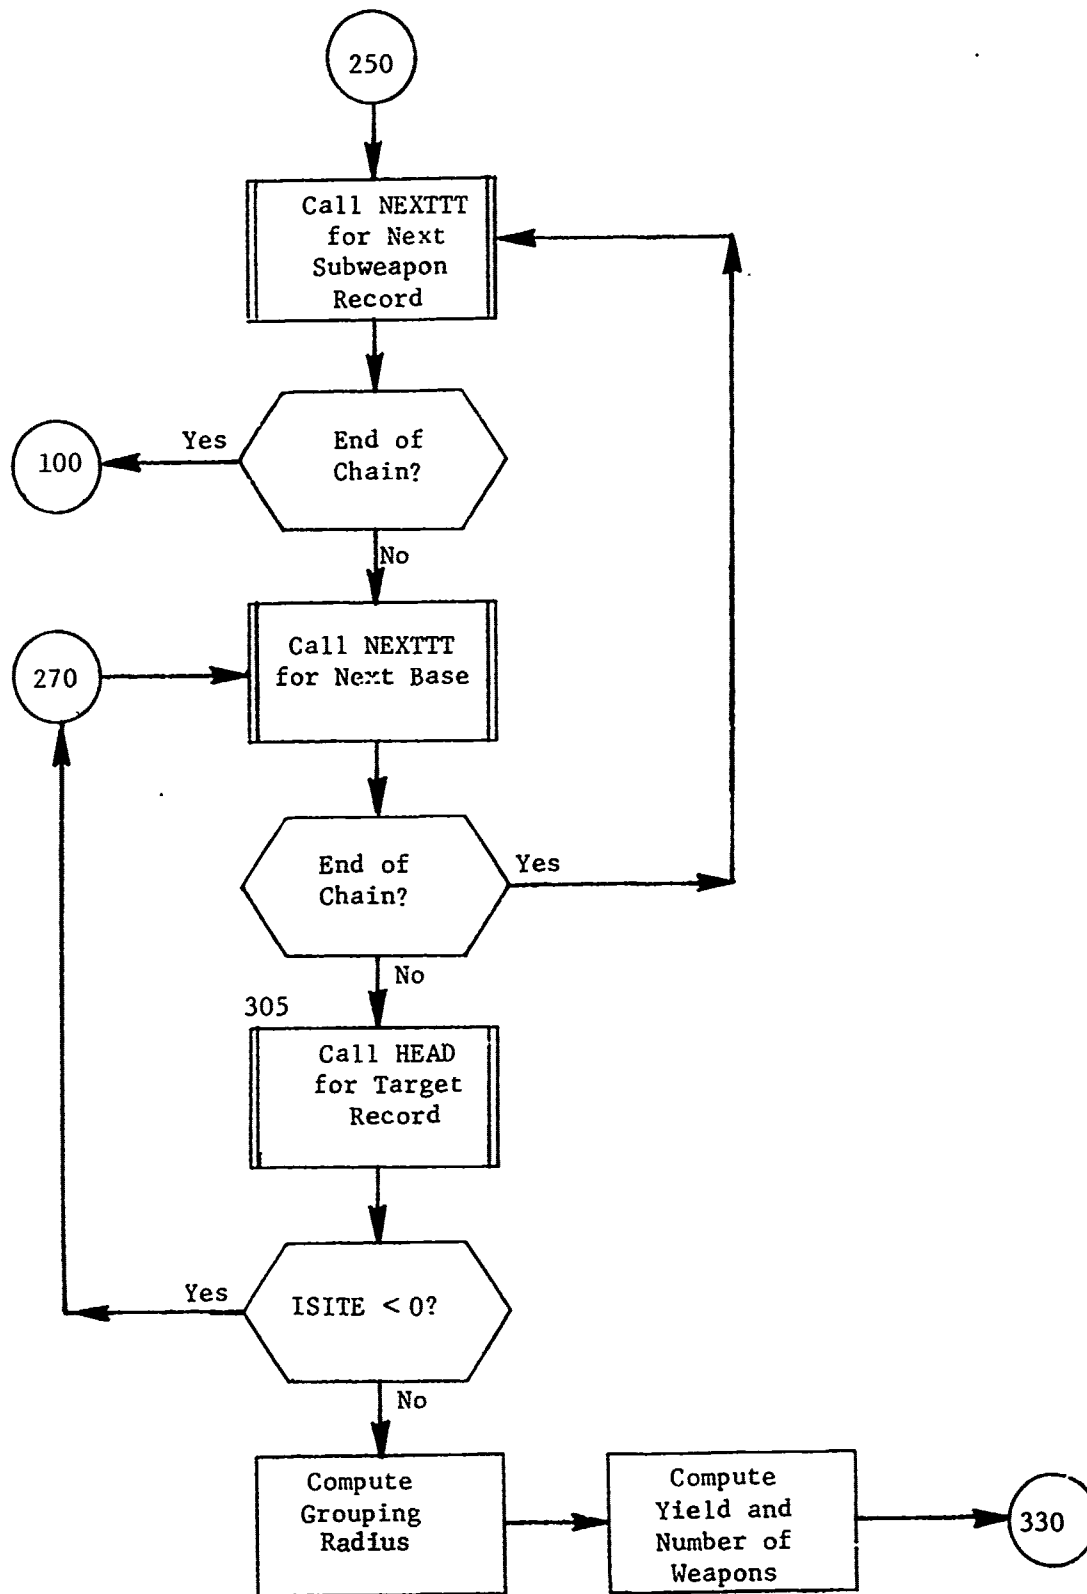 250
Call NEXTTT
for Next
Subweapon
Record
End of
Chain?
Yes
100
No
Call NEXTTT
for Next Base
270
End of
Chain?
Yes
No
305
Call HEAD
for Target
Record
ISITE < 0?
Yes
No
Compute
Grouping
Radius
Compute
Yield and
Number of
Weapons
330